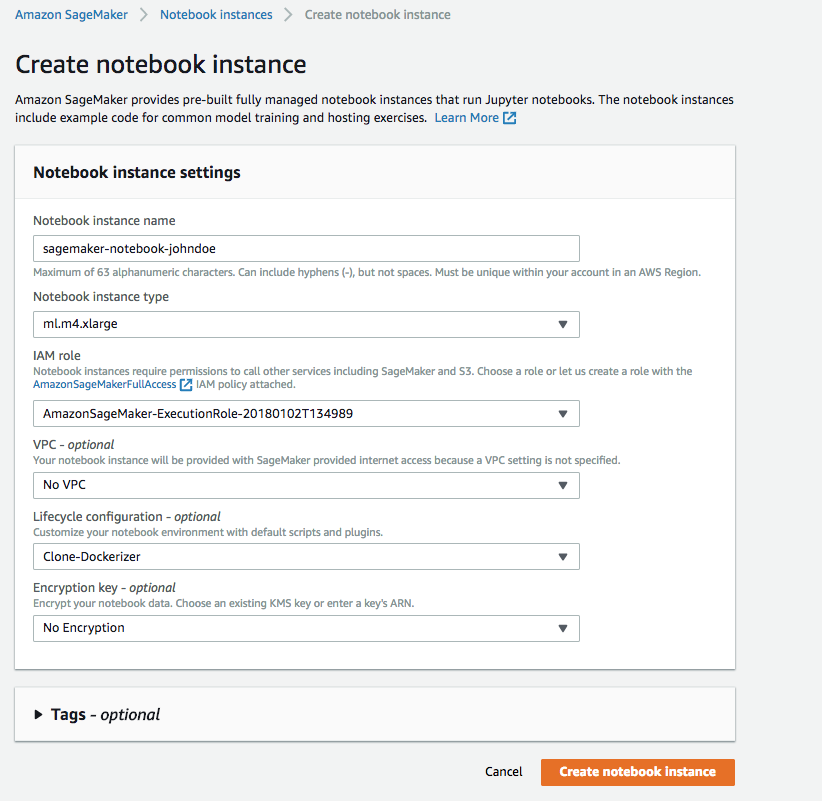 Amazon SageMaker > Notebook instances > Create notebook instance
Create notebook instance
Amazon SageMaker provides pre-built fully managed notebook instances that run Jupyter notebooks. The notebook instances
include example code for common model training and hosting exercises. Learn More
Notebook instance settings
Notebook instance name
sagemaker-notebook-johndoe
Maximum of 63 alphanumeric characters. Can include hyphens (-), but not spaces. Must be unique within your account in an AWS Region.
Notebook instance type
ml.m4.xlarge
IAM role
Notebook instances require permissions to call other services including SageMaker and S3. Choose a role or let us create a role with the
AmazonSageMakerFullAccess IAM policy attached.
AmazonSageMaker-ExecutionRole-20180102T134989
VPC - optional
Your notebook instance will be provided with SageMaker provided internet access because a VPC setting is not specified.
No VPC
Lifecycle configuration - optional
Customize your notebook environment with default scripts and plugins.
Clone-Dockerizer
Encryption key - optional
Encrypt your notebook data. Choose an existing KMS key or enter a key's ARN.
No Encryption
Tags - optional
Cancel Create notebook instance